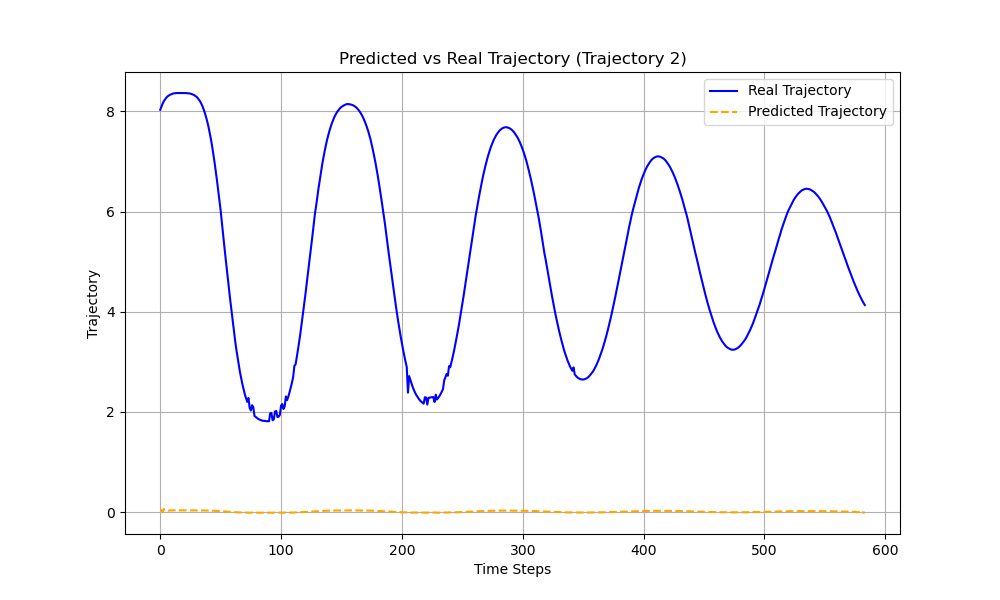 Predicted vs Real Trajectory (Trajectory 2)
Real Trajectory
Predicted Trajectory
Trajectory
8
6
4
2
0
0 100 200 300 400 500 600
Time Steps